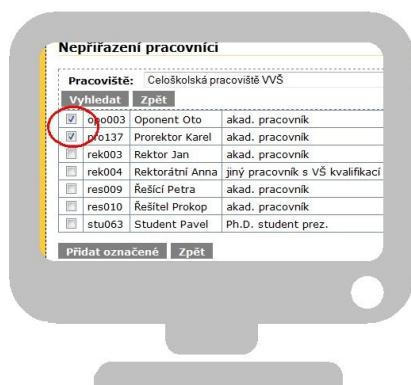 Nepřiřazení pracovníci
Pracoviště: Celoškolská pracoviště VVŠ
Vyhledat Zpět
opo003 Oponent Oto akad. pracovník
pro137 Prorektor Karel akad. pracovník
rek003 Rektor Jan akad. pracovník
rek004 Rektorátní Anna jiný pracovník s VŠ kvalifikací
res009 Řešící Petra akad. pracovník
res010 Řešitel Prokop akad. pracovník
stu063 Student Pavel Ph.D. student prez.
Přidat označené Zpět